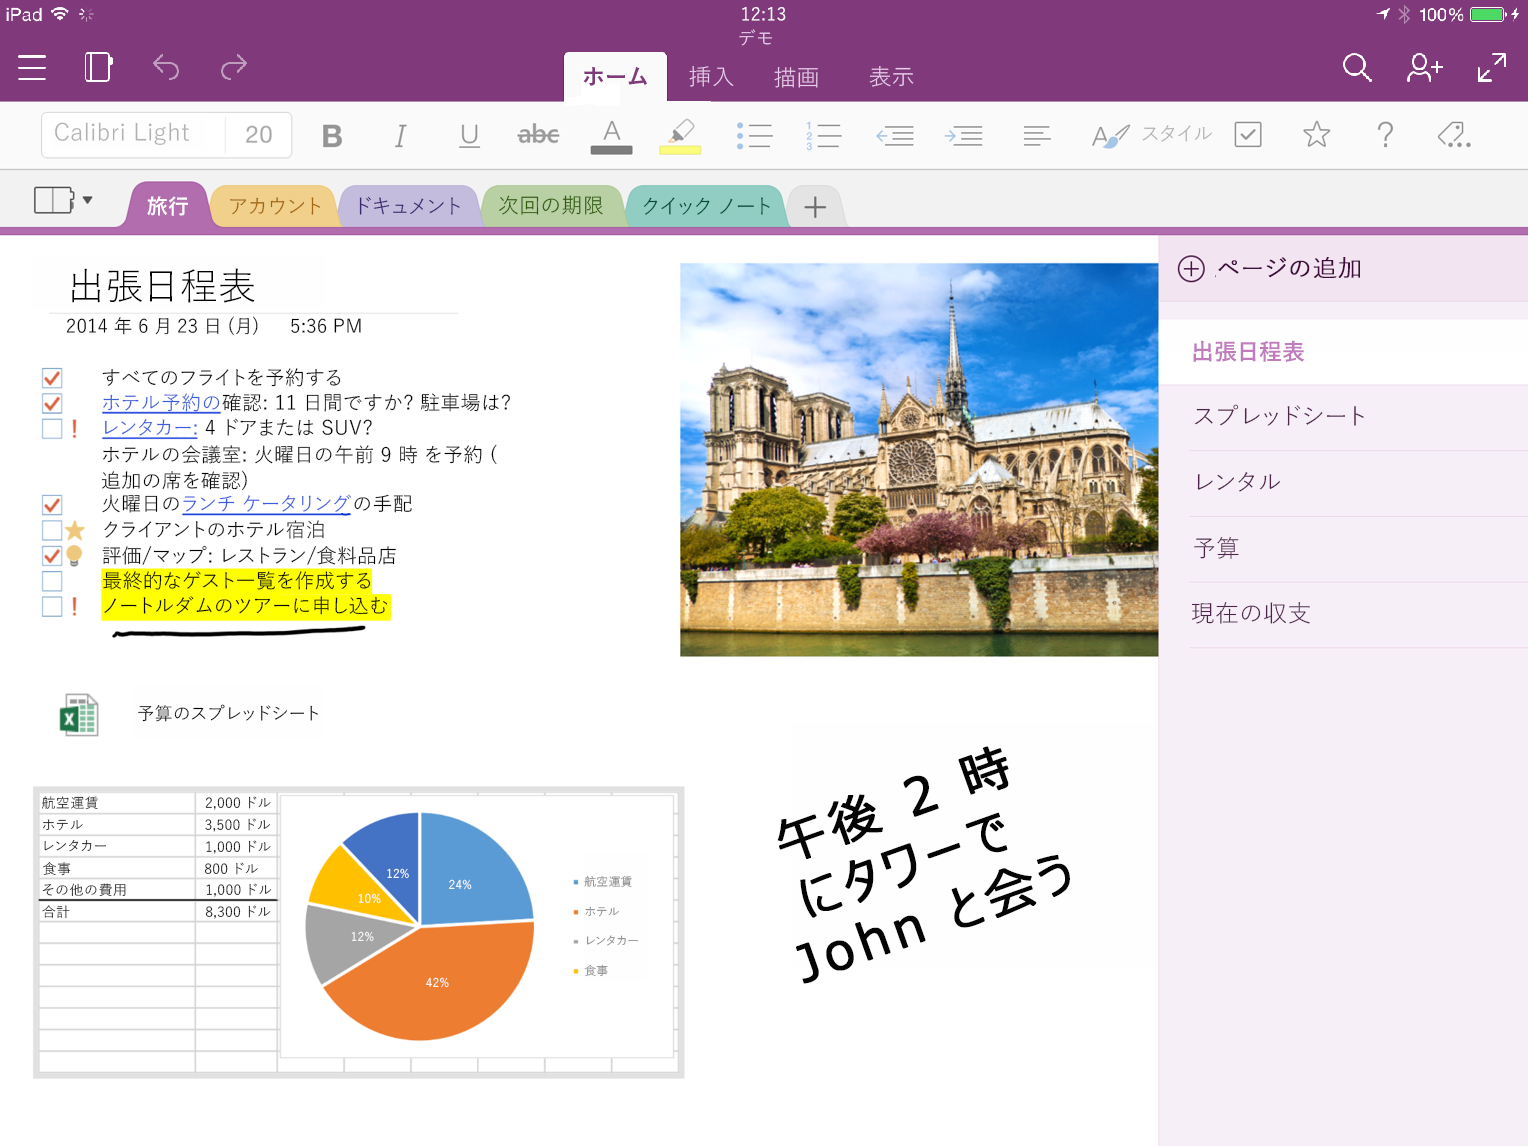 iPad
12:13
100%
デモ
ホーム 挿入 描画 表示
Calibri Light 20 B I U abc A スタイル
旅行 アカウント ドキュメント 次回の期限 クイック ノート
出張日程表
2014 年 6 月 23 日 (月) 5:36 PM
すべてのフライトを予約する
ホテル予約の確認: 11 日間ですか? 駐車場は?
レンタカー: 4 ドアまたは SUV?
ホテルの会議室: 火曜日の午前 9 時 を予約 (
追加の席を確認)
火曜日のランチ ケータリングの手配
クライアントのホテル宿泊
評価/マップ: レストラン/食料品店
最終的なゲスト一覧を作成する
ノートルダムのツアーに申し込む
予算のスプレッドシート
航空運賃 2,000 ドル
ホテル 3,500 ドル
レンタカー 1,000 ドル
食事 800 ドル
その他の費用 1,000 ドル
合計 8,300 ドル
12%
24%
10%
12%
42%
航空運賃
ホテル
レンタカー
食事
午後 2 時
にタワーで
John と会う
ページの追加
出張日程表
スプレッドシート
レンタル
予算
現在の収支